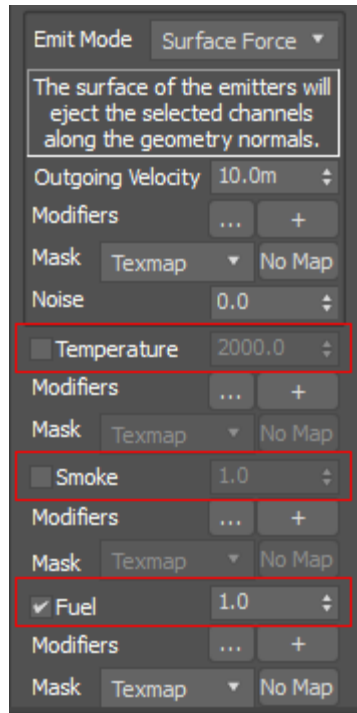 Emit Mode Surface Force
The surface of the emitters will
eject the selected channels
along the geometry normals.
Outgoing Velocity 10.0m
Modifiers ... +
Mask Texmap No Map
Noise 0.0
Temperature 2000.0
Modifiers ... +
Mask Texmap No Map
Smoke 1.0
Modifiers ... +
Mask Texmap No Map
Fuel 1.0
Modifiers ... +
Mask Texmap No Map